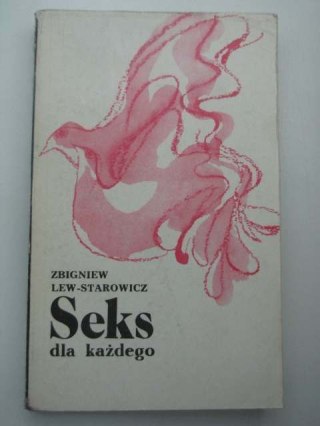 ZBIGNIEW
LEW-STAROWICZ
Seks
dla każdego